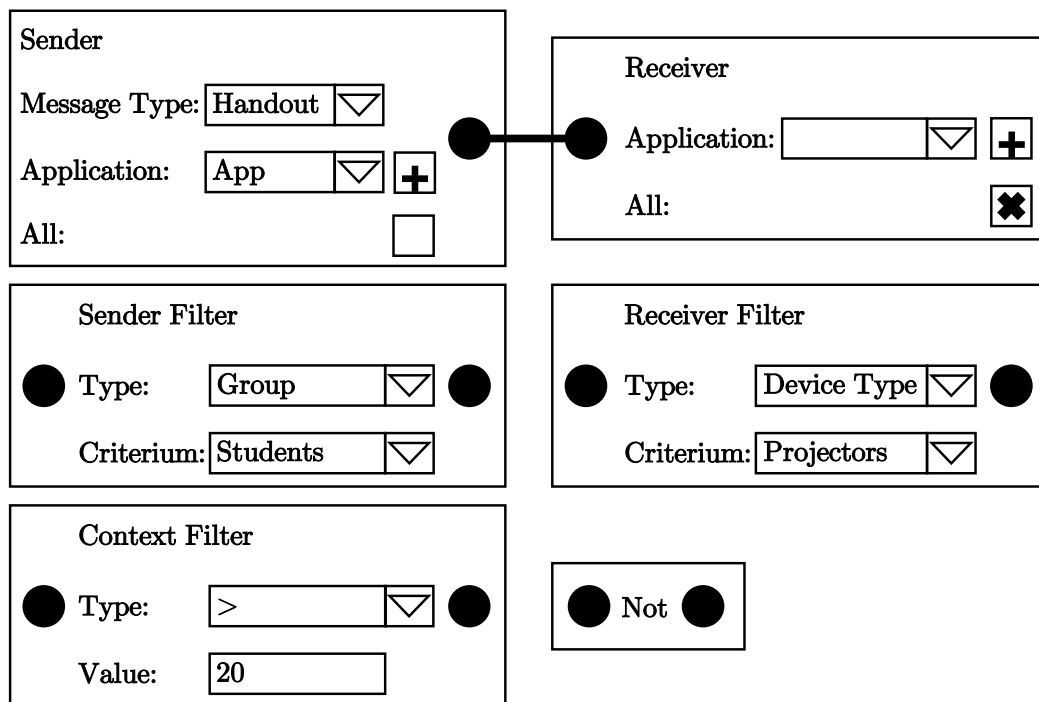 Sender
Message Type: Handout
Application: App +
All:
Receiver
Application: +
All: ✖
Sender Filter
Type: Group
Criterium: Students
Receiver Filter
Type: Device Type
Criterium: Projectors
Context Filter
Type: >
Value: 20
Not